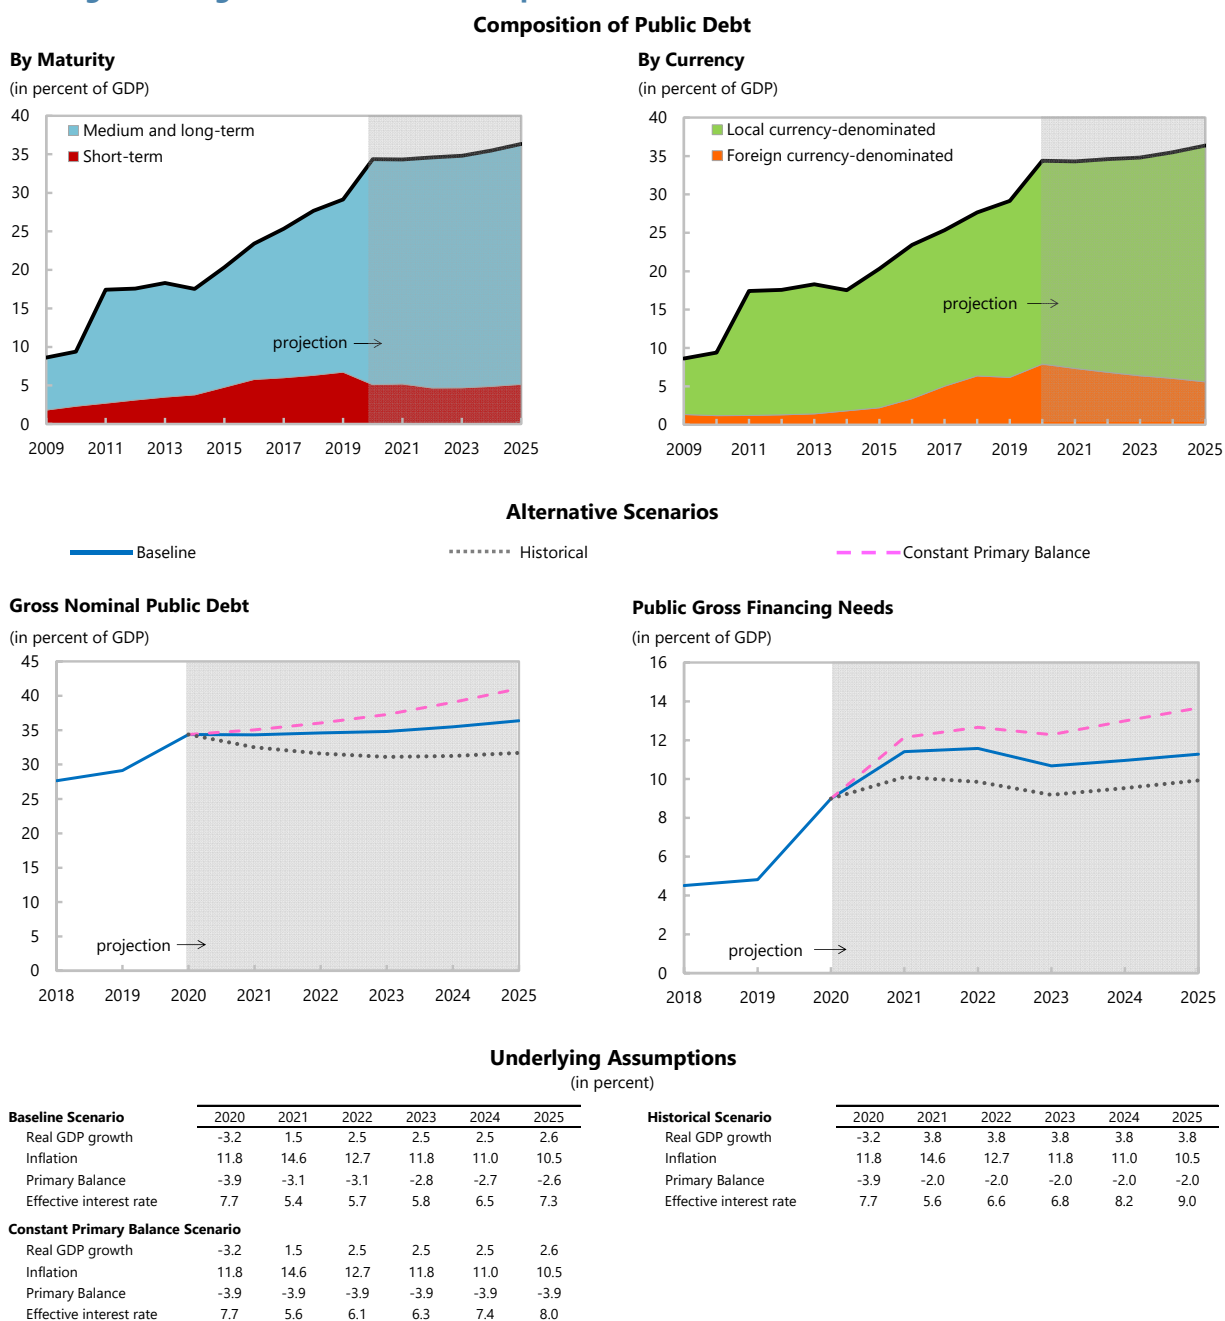 Composition of Public Debt
By Maturity
(in percent of GDP)
40
35
30
25
20
15
10
5
0
Medium and long-term
Short-term
projection
2009 2011 2013 2015 2017 2019 2021 2023 2025
By Currency
(in percent of GDP)
40
35
30
25
20
15
10
5
0
Local currency-denominated
Foreign currency-denominated
projection
2009 2011 2013 2015 2017 2019 2021 2023 2025
Alternative Scenarios
Baseline Historical Constant Primary Balance
Gross Nominal Public Debt
(in percent of GDP)
45
40
35
30
25
20
15
10
5
0
projection
2018 2019 2020 2021 2022 2023 2024 2025
Public Gross Financing Needs
(in percent of GDP)
16
14
12
10
8
6
4
2
0
projection
2018 2019 2020 2021 2022 2023 2024 2025
Underlying Assumptions
(in percent)
Baseline Scenario 2020 2021 2022 2023 2024 2025
Real GDP growth -3.2 1.5 2.5 2.5 2.5 2.6
Inflation 11.8 14.6 12.7 11.8 11.0 10.5
Primary Balance -3.9 -3.1 -3.1 -2.8 -2.7 -2.6
Effective interest rate 7.7 5.4 5.7 5.8 6.5 7.3
Constant Primary Balance Scenario
Real GDP growth -3.2 1.5 2.5 2.5 2.5 2.6
Inflation 11.8 14.6 12.7 11.8 11.0 10.5
Primary Balance -3.9 -3.9 -3.9 -3.9 -3.9 -3.9
Effective interest rate 7.7 5.6 6.1 6.3 7.4 8.0
Historical Scenario 2020 2021 2022 2023 2024 2025
Real GDP growth -3.2 3.8 3.8 3.8 3.8 3.8
Inflation 11.8 14.6 12.7 11.8 11.0 10.5
Primary Balance -3.9 -2.0 -2.0 -2.0 -2.0 -2.0
Effective interest rate 7.7 5.6 6.6 6.8 8.2 9.0